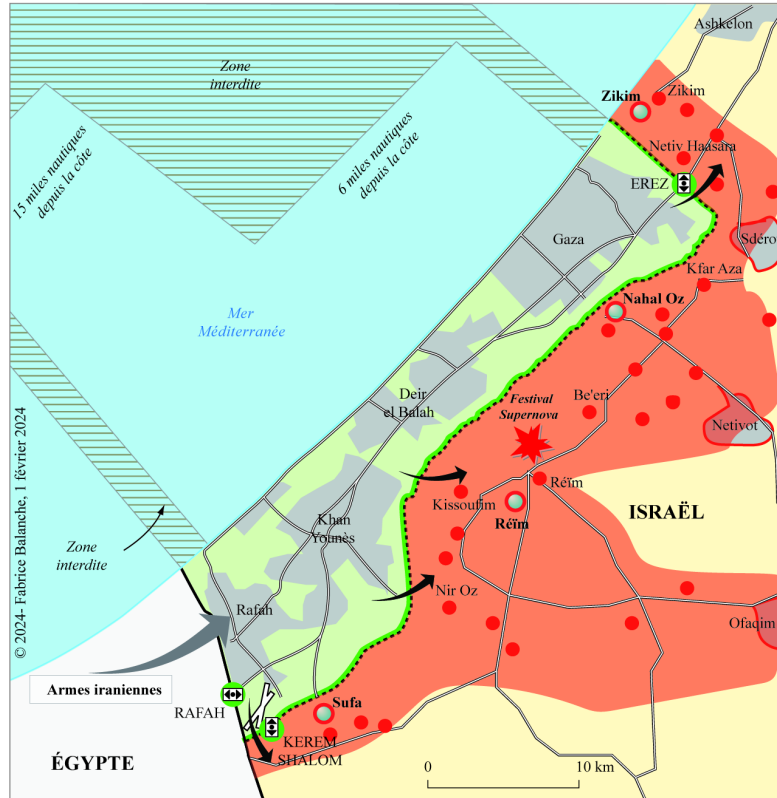 Ashkelon
Zone
interdite
Zikim
Zikim
15 miles nautiques
depuis la côte
6 miles nautiques
depuis la côte
Netiv Haasara
EREZ
Gaza
Sdéro
Kfar Aza
Nahal Oz
Mer
Méditerranée
Deir
el Balah
Festival
Supernova
Be'eri
Netivot
Réïm
Kissoufim
Réïm
ISRAËL
Khan
Younès
Zone
interdite
Nir Oz
Rafah
Ofaqim
© 2024- Fabrice Balanche, 1 février 2024
Armes iraniennes
RAFAH
Sufa
KEREM
SHALOM
ÉGYPTE
0
10 km